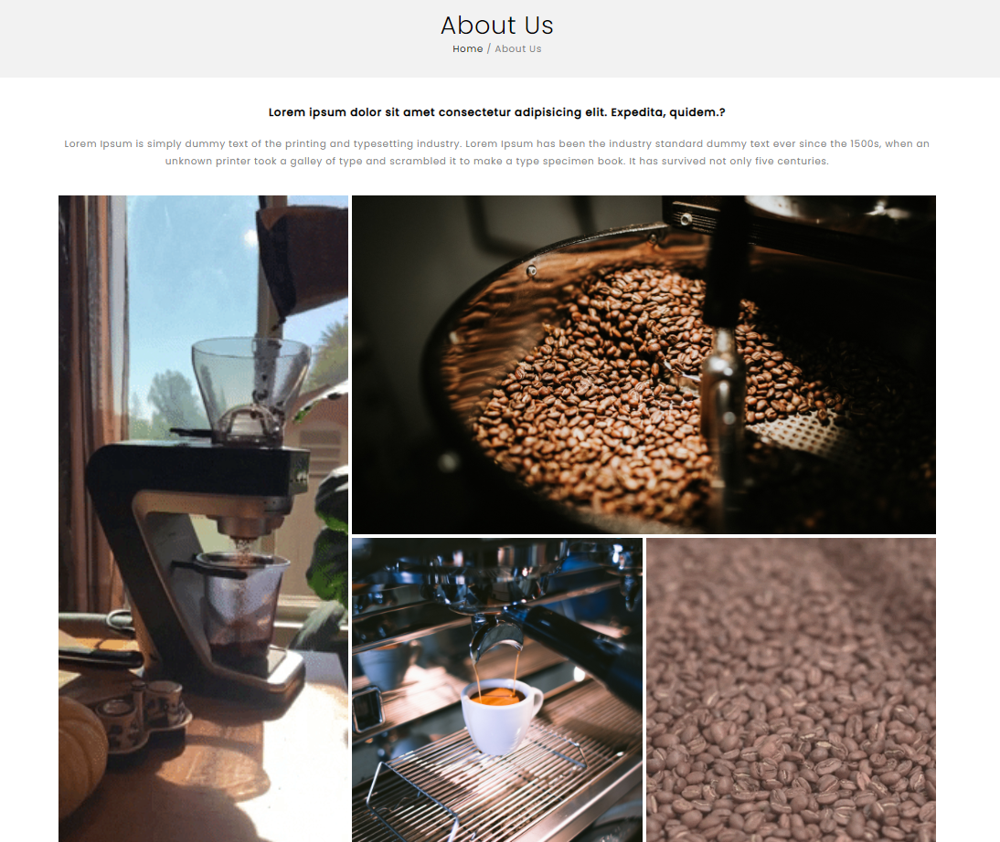 About Us
Home / About Us
Lorem ipsum dolor sit amet consectetur adipisicing elit. Expedita, quidem.?
Lorem Ipsum is simply dummy text of the printing and typesetting industry. Lorem Ipsum has been the industry standard dummy text ever since the 1500s, when an
unknown printer took a galley of type and scrambled it to make a type specimen book. It has survived not only five centuries.